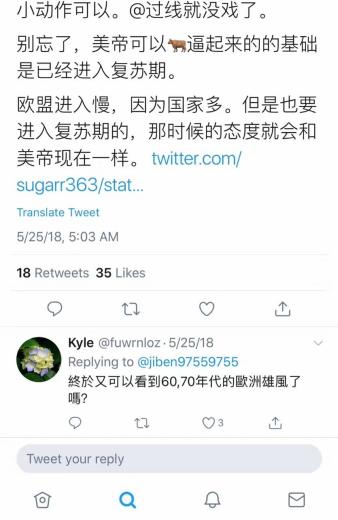 小动作可以。@过线就没戏了。
别忘了，美帝可以🐂逼起来的的基础
是已经进入复苏期。
欧盟进入慢，因为国家多。但是也要
进入复苏期的，那时候的态度就会和
美帝现在一样。twitter.com/
sugarr363/stat...
Translate Tweet
5/25/18, 5:03 AM
18 Retweets 35 Likes
Kyle @fuwrnloz · 5/25/18
Replying to @jiben97559755
終於又可以看到60,70年代的歐洲雄風了
嗎?
3
Tweet your reply